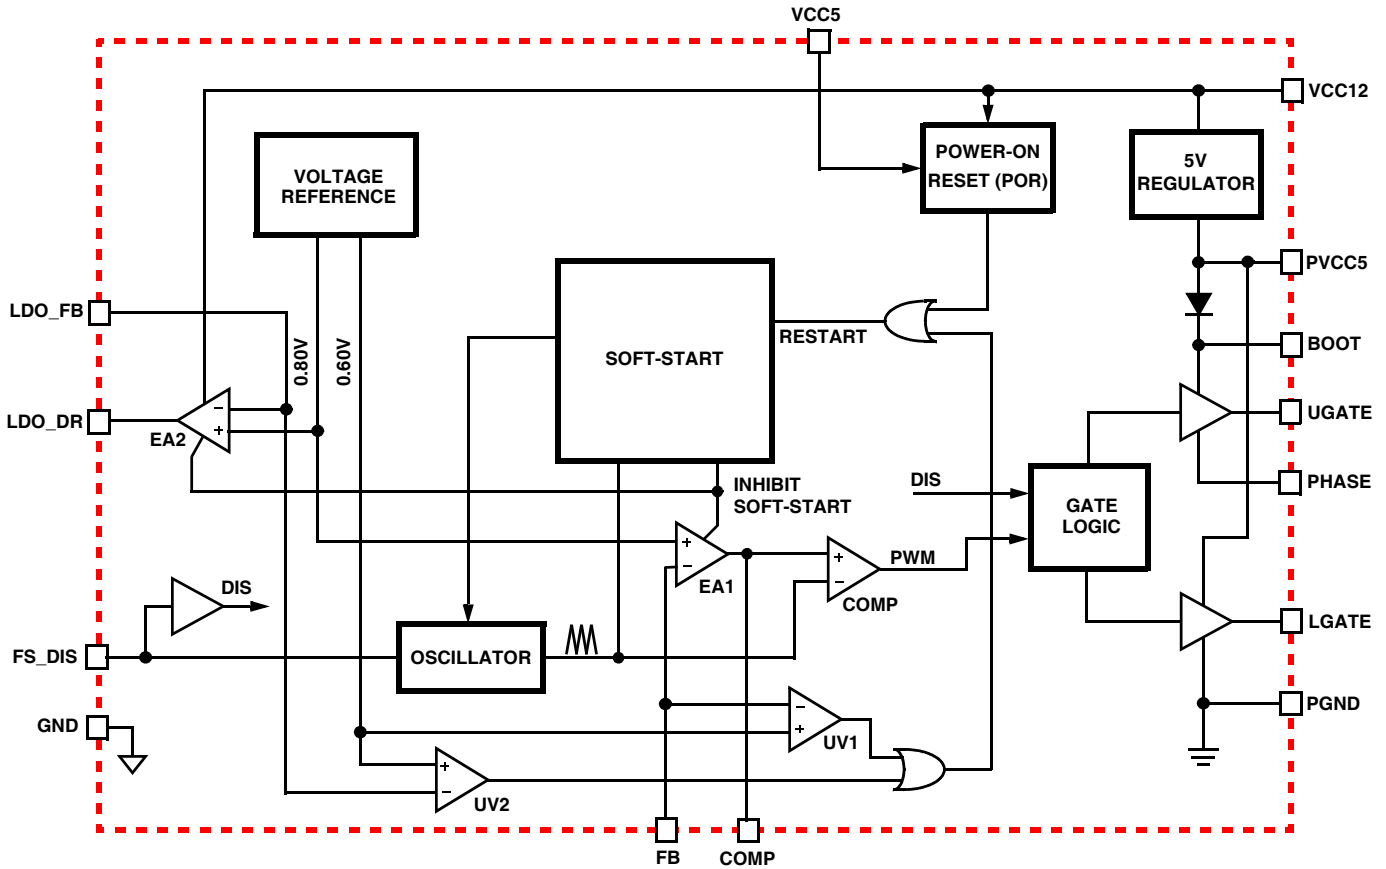 VCC5
VCC12
POWER-ON
RESET (POR)
5V
REGULATOR
VOLTAGE
REFERENCE
PVCC5
LDO_FB
0.80V
0.60V
SOFT-START
RESTART
BOOT
LDO_DR
−
+
EA2
UGATE
INHIBIT
SOFT-START
DIS
GATE
LOGIC
PHASE
+
−
EA1
+
−
COMP
PWM
DIS
LGATE
FS_DIS
OSCILLATOR
GND
−
+
UV1
PGND
+
−
UV2
FB
COMP